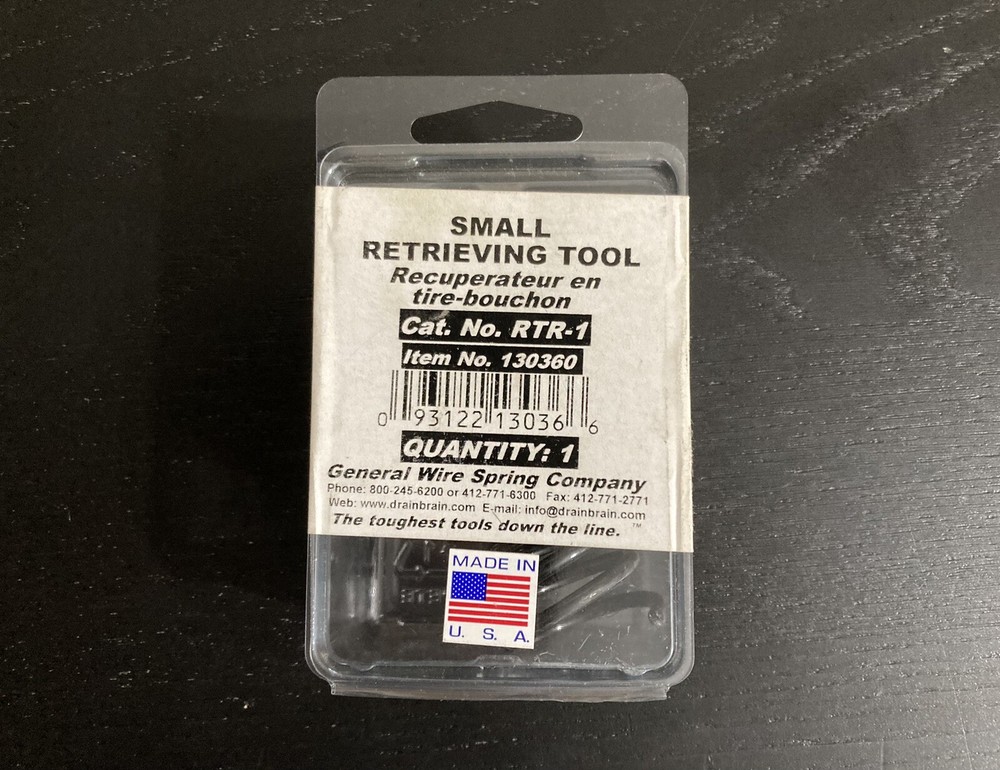 SMALL
RETRIEVING TOOL
Recuperateur en
tire-bouchon
Cat. No. RTR-1
Item No. 130360
0 93122 13036 6
QUANTITY: 1
General Wire Spring Company
Phone: 800-245-6200 or 412-771-6300 Fax: 412-771-2771
Web: www.drainbrain.com E-mail: info@drainbrain.com
The toughest tools down the line. ™
MADE IN
U. S. A.